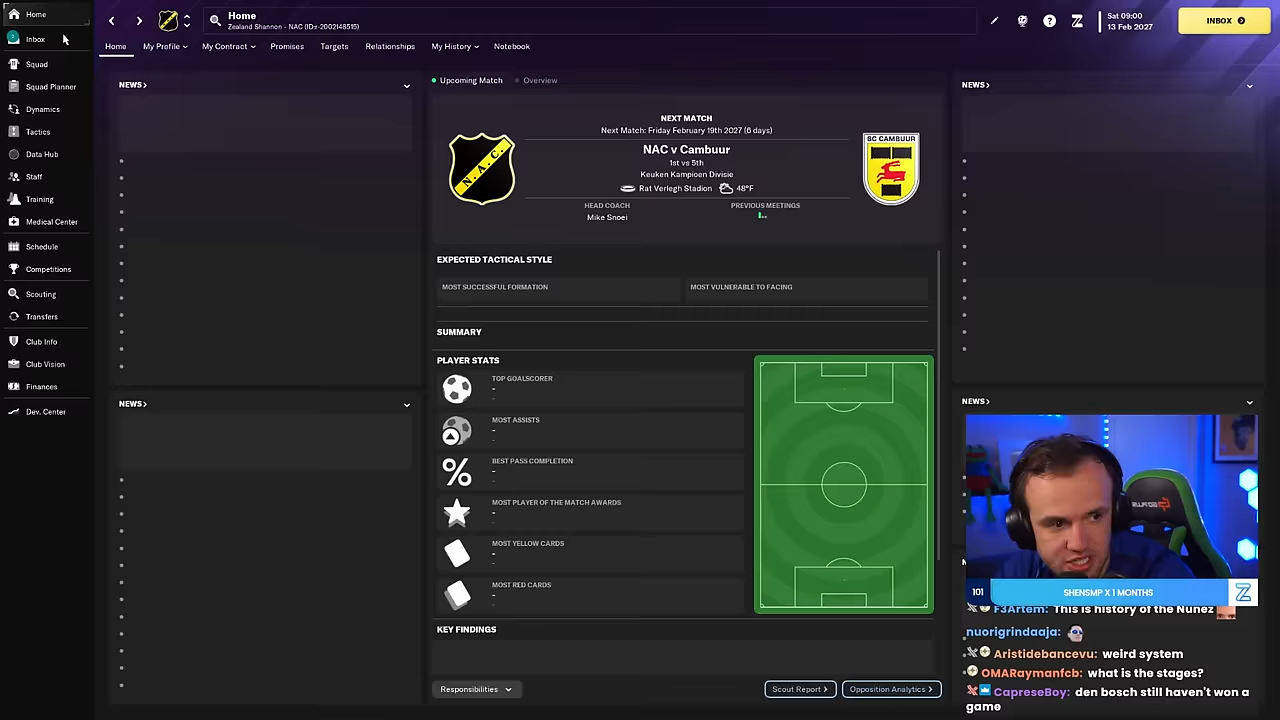 Home
Inbox
Squad
Squad Planner
Dynamics
Tactics
Data Hub
Staff
Training
Medical Center
Schedule
Competitions
Scouting
Transfers
Club Info
Club Vision
Finances
Dev. Center
Home
Zealand Shannon - NAC (ID:r-2002148515)
Sat 09:00
13 Feb 2027
INBOX
Home
My Profile
My Contract
Promises
Targets
Relationships
My History
Notebook
NEWS
NEWS
Upcoming Match
Overview
NEXT MATCH
Next Match: Friday February 19th 2027 (6 days)
NAC v Cambuur
1st vs 5th
Keuken Kampioen Divisie
Rat Verlegh Stadion 48°F
HEAD COACH
Mike Snoei
PREVIOUS MEETINGS
N.A.C.
SC CAMBUUR
EXPECTED TACTICAL STYLE
MOST SUCCESSFUL FORMATION
MOST VULNERABLE TO FACING
SUMMARY
PLAYER STATS
TOP GOALSCORER
-
-
MOST ASSISTS
-
-
BEST PASS COMPLETION
-
-
MOST PLAYER OF THE MATCH AWARDS
-
-
MOST YELLOW CARDS
-
-
MOST RED CARDS
-
-
KEY FINDINGS
Responsibilities
Scout Report
Opposition Analytics
NEWS
NEWS
101 SHENSMP X 1 MONTHS
F3Artem: This is history of the Nunez
nuorigrindaaja:
Aristidebancevu: weird system
OMARaymanfcb: what is the stages?
CapreseBoy: den bosch still haven't won a
game